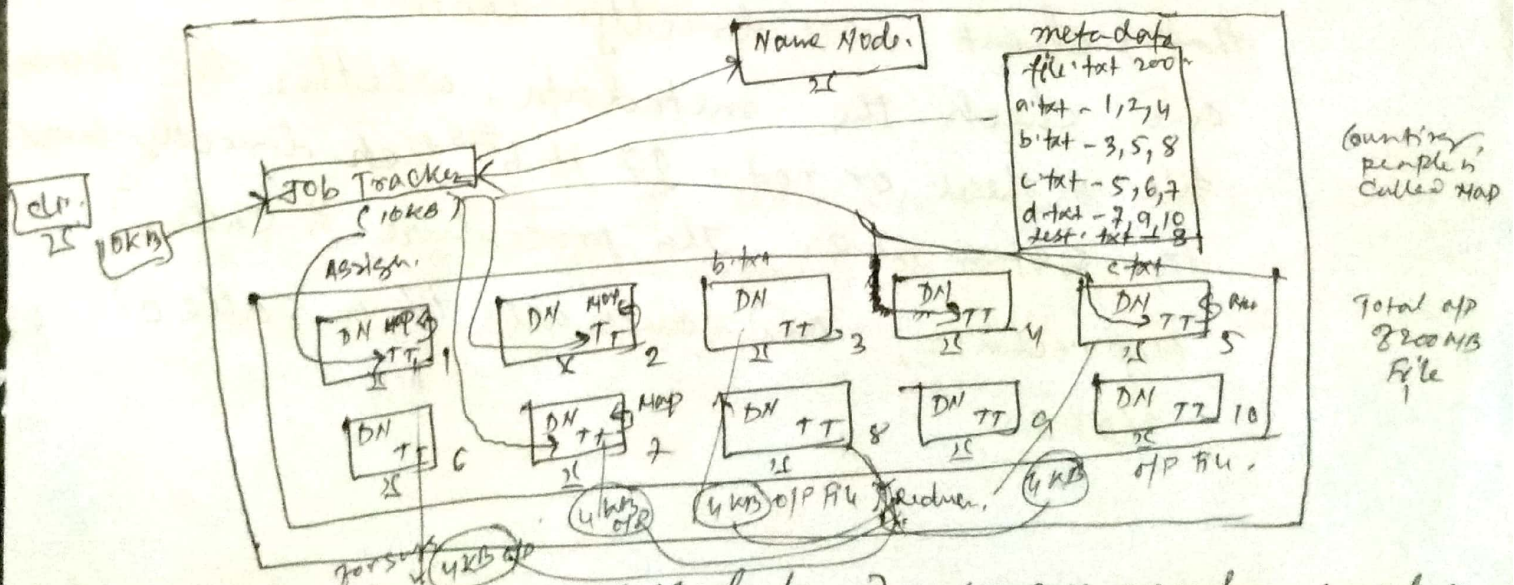 Name Node.
metadata
file.txt 200
a.txt - 1,2,4
b.txt - 3,5,8
c.txt - 5,6,7
d.txt - 7,9,10
test.txt - 8
Counting
people is
called Map
Job Tracker
(10KB)
10KB
Assign.
b.txt
c.txt
DN Map
TT
1
DN Map
TT
2
DN
TT
3
DN
TT
4
DN
TT
5
Total o/p
200MB
File
1
DN
TT
6
DN Map
TT
7
DN
TT
8
DN
TT
9
DN
TT
10
4KB
o/p
4KB o/p File
Reducer.
4KB
o/p File.
4KB o/p